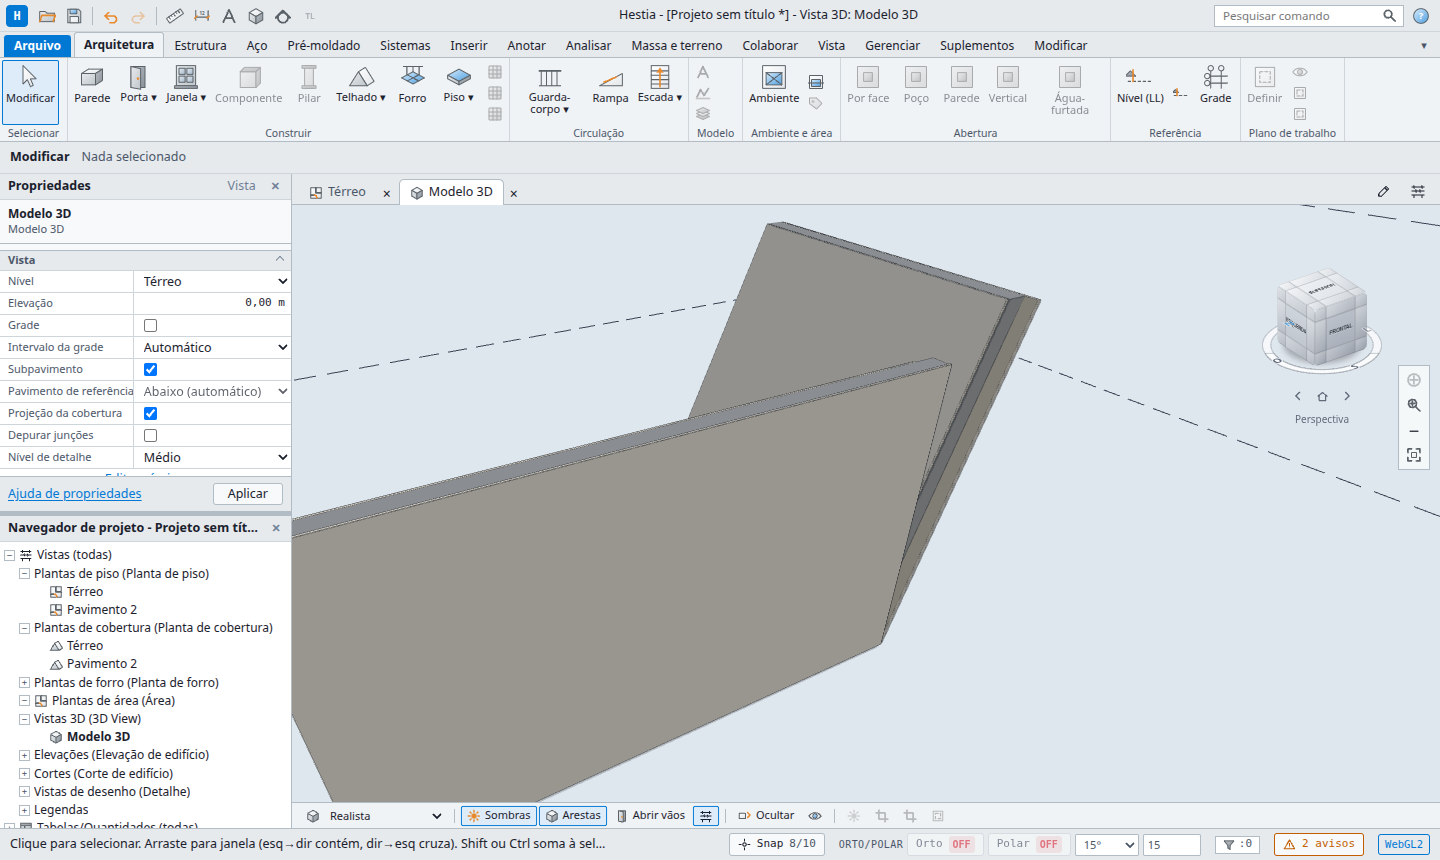 H
TL
Hestia - [Projeto sem título *] - Vista 3D: Modelo 3D
Pesquisar comando
?
Arquivo
Arquitetura
Estrutura
Aço
Pré-moldado
Sistemas
Inserir
Anotar
Analisar
Massa e terreno
Colaborar
Vista
Gerenciar
Suplementos
Modificar
Modificar
Parede
Porta ▾
Janela ▾
Componente
Pilar
Telhado ▾
Forro
Piso ▾
Guarda-
corpo ▾
Rampa
Escada ▾
Ambiente
Por face
Poço
Parede
Vertical
Água-
furtada
Nível (LL)
Grade
Definir
Selecionar
Construir
Circulação
Modelo
Ambiente e área
Abertura
Referência
Plano de trabalho
Modificar Nada selecionado
Propriedades Vista ×
Modelo 3D
Modelo 3D
Vista
Nível Térreo
Elevação 0,00 m
Grade
Intervalo da grade Automático
Subpavimento
Pavimento de referência Abaixo (automático)
Projeção da cobertura
Depurar junções
Nível de detalhe Médio
Ajuda de propriedades Aplicar
Navegador de projeto - Projeto sem tít... ×
Vistas (todas)
Plantas de piso (Planta de piso)
Térreo
Pavimento 2
Plantas de cobertura (Planta de cobertura)
Térreo
Pavimento 2
Plantas de forro (Planta de forro)
Plantas de área (Área)
Vistas 3D (3D View)
Modelo 3D
Elevações (Elevação de edifício)
Cortes (Corte de edifício)
Vistas de desenho (Detalhe)
Legendas
Tabelas/Quantidades (todas)
Térreo ×
Modelo 3D ×
SUPERIOR
FRONTAL
O
S
Perspectiva
Realista
Sombras
Arestas
Abrir vãos
Ocultar
Clique para selecionar. Arraste para janela (esq→dir contém, dir→esq cruza). Shift ou Ctrl soma à sel...
Snap 8/10
ORTO/POLAR
Orto OFF
Polar OFF
15°
15
:0
2 avisos
WebGL2